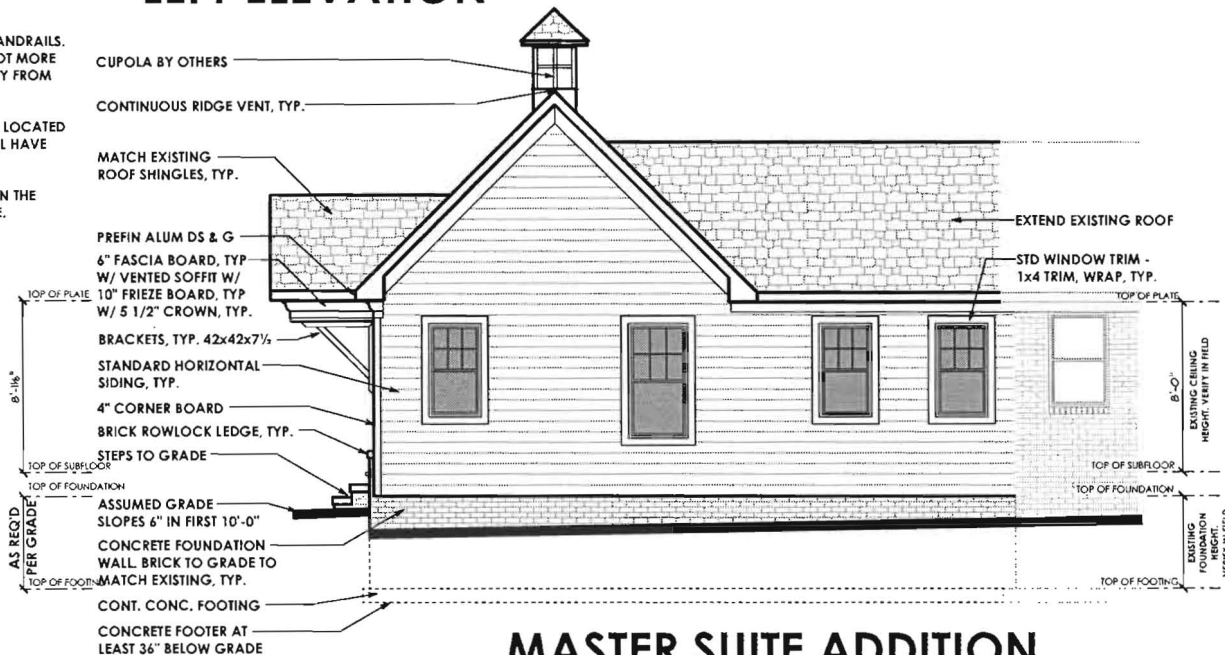 LEFT ELEVATION
ANDRAILS.
OT MORE
Y FROM
LOCATED
L HAVE
N THE
E.
CUPOLA BY OTHERS
CONTINUOUS RIDGE VENT, TYP.
MATCH EXISTING
ROOF SHINGLES, TYP.
PREFIN ALUM DS & G
6" FASCIA BOARD, TYP
W/ VENTED SOFFIT W/
10" FRIEZE BOARD, TYP
W/ 5 1/2" CROWN, TYP.
TOP OF PLATE
BRACKETS, TYP. 42x42x7½
STANDARD HORIZONTAL
SIDING, TYP.
4" CORNER BOARD
BRICK ROWLOCK LEDGE, TYP.
STEPS TO GRADE
TOP OF SUBFLOOR
TOP OF FOUNDATION
ASSUMED GRADE
SLOPES 6" IN FIRST 10'-0"
AS REQ'D
PER GRADE
CONCRETE FOUNDATION
WALL. BRICK TO GRADE TO
MATCH EXISTING, TYP.
TOP OF FOOTING
CONT. CONC. FOOTING
CONCRETE FOOTER AT
LEAST 36" BELOW GRADE
EXTEND EXISTING ROOF
STD WINDOW TRIM -
1x4 TRIM, WRAP, TYP.
TOP OF PLATE
8'-0"
EXISTING CEILING
HEIGHT. VERIFY IN FIELD
TOP OF SUBFLOOR
TOP OF FOUNDATION
EXISTING
FOUNDATION
HEIGHT.
TOP OF FOOTING
MASTER SUITE ADDITION